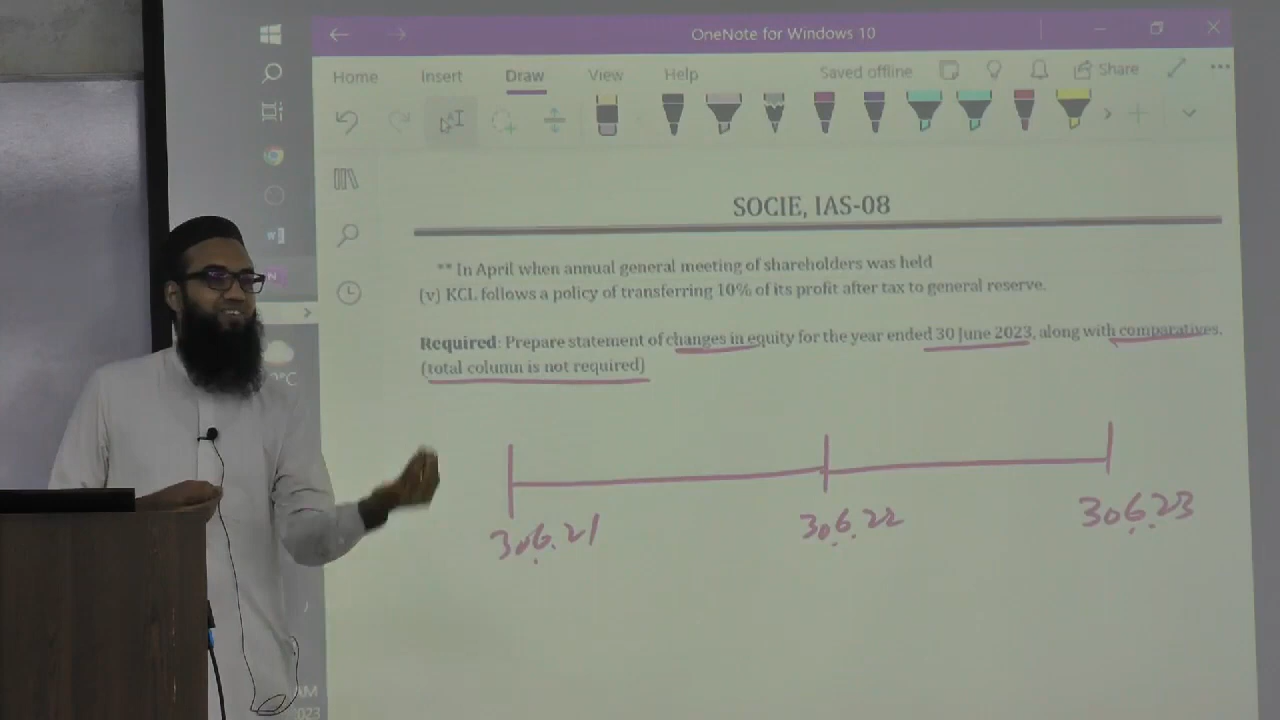 OneNote for Windows 10
Home Insert Draw View Help Saved offline Share
SOCIE, IAS-08
** In April when annual general meeting of shareholders was held
(v) KCL follows a policy of transferring 10% of its profit after tax to general reserve.
Required: Prepare statement of changes in equity for the year ended 30 June 2023, along with comparatives.
(total column is not required)
30.6.21 30.6.22 30.6.23